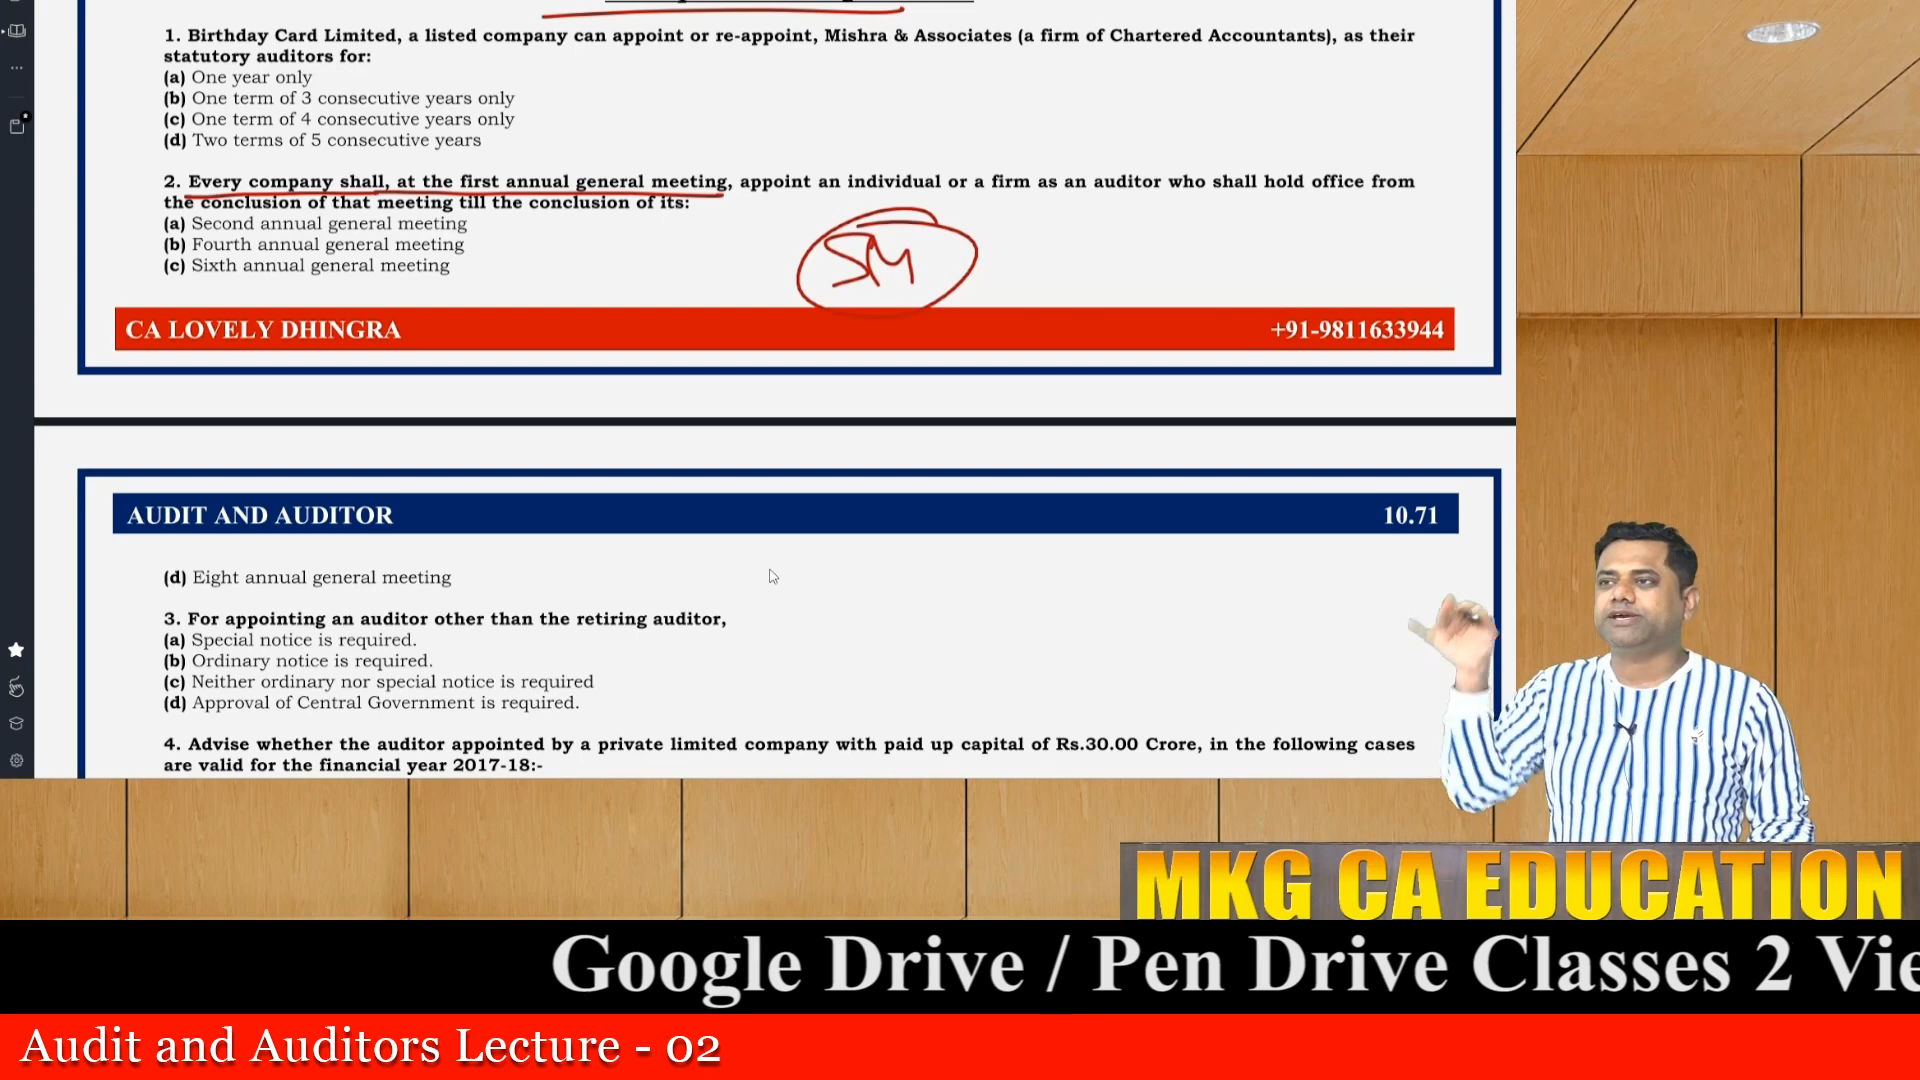 1. Birthday Card Limited, a listed company can appoint or re-appoint, Mishra & Associates (a firm of Chartered Accountants), as their
statutory auditors for:
(a) One year only
(b) One term of 3 consecutive years only
(c) One term of 4 consecutive years only
(d) Two terms of 5 consecutive years
2. Every company shall, at the first annual general meeting, appoint an individual or a firm as an auditor who shall hold office from
the conclusion of that meeting till the conclusion of its:
(a) Second annual general meeting
(b) Fourth annual general meeting
(c) Sixth annual general meeting
CA LOVELY DHINGRA
+91-9811633944
AUDIT AND AUDITOR
10.71
(d) Eight annual general meeting
3. For appointing an auditor other than the retiring auditor,
(a) Special notice is required.
(b) Ordinary notice is required.
(c) Neither ordinary nor special notice is required
(d) Approval of Central Government is required.
4. Advise whether the auditor appointed by a private limited company with paid up capital of Rs.30.00 Crore, in the following cases
are valid for the financial year 2017-18:-
MKG CA EDUCATION
Google Drive / Pen Drive Classes 2 Vie
Audit and Auditors Lecture - 02